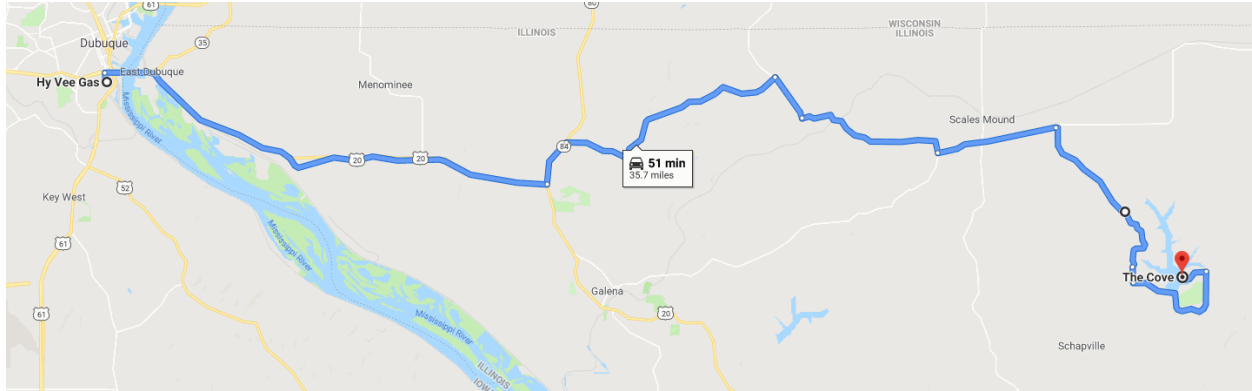 61
80
WISCONSIN
ILLINOIS
ILLINOIS
Dubuque
35
East Dubuque
Hy Vee Gas
Menominee
Mississippi River
Scales Mound
84
20
20
51 min
35.7 miles
52
Key West
61
Mississippi River
The Cove
Galena
61
20
Mississippi River
Schapville
ILLINOIS
IOWA